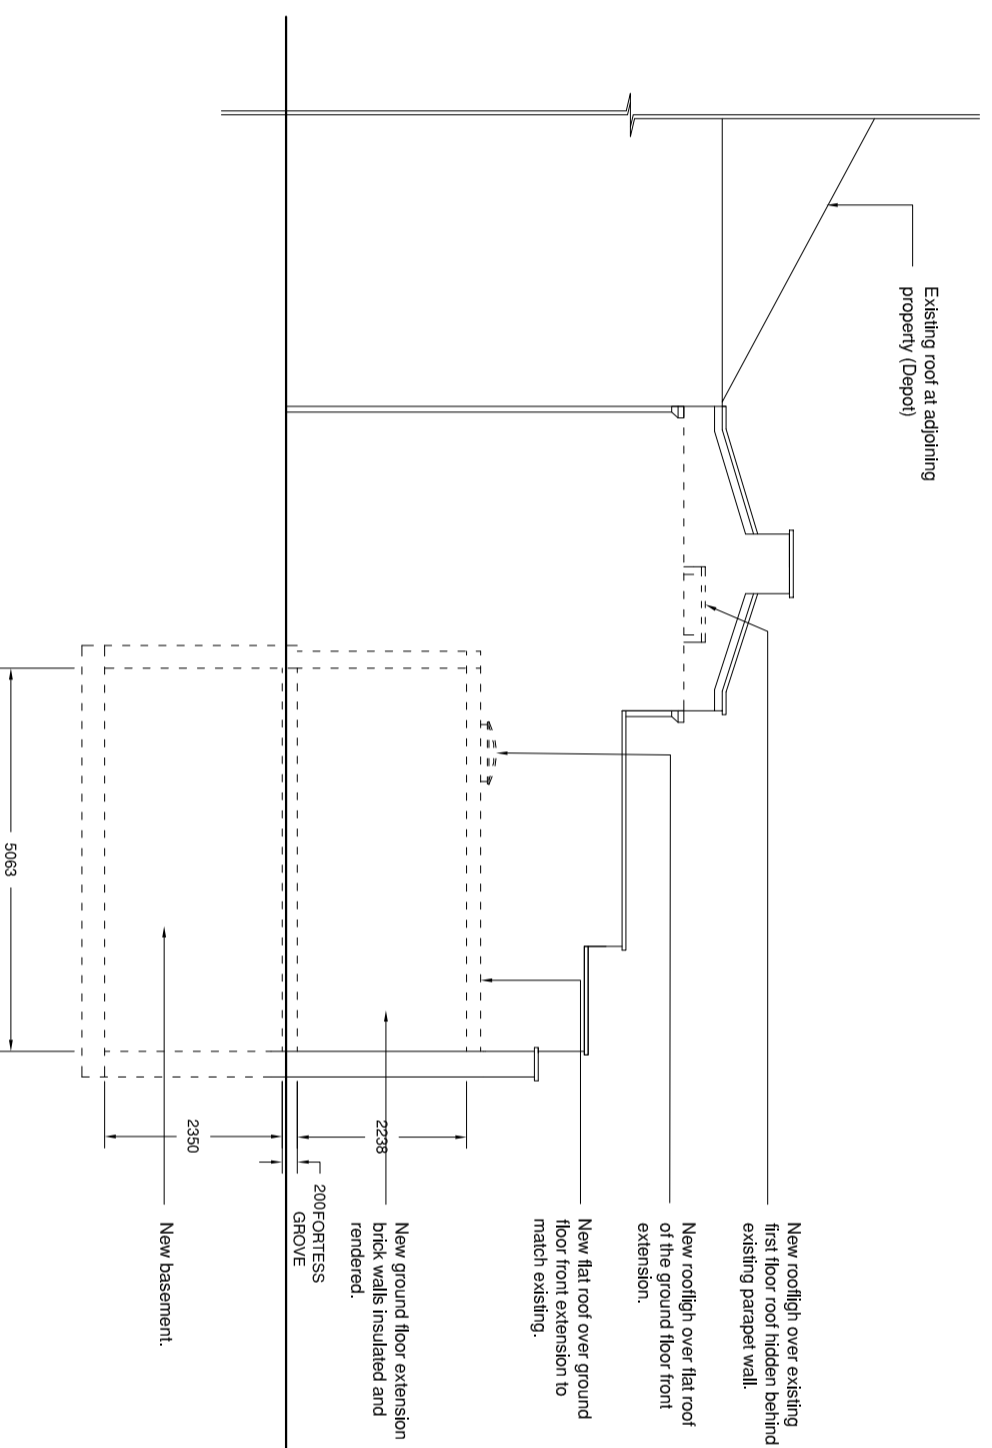 Existing roof at adjoining
property (Depot)
New roofligh over existing
first floor roof hidden behind
existing parapet wall.
New roofligh over flat roof
of the ground floor front
extension.
New flat roof over ground
floor front extension to
match existing.
2238
New ground floor extension
brick walls insulated and
rendered.
200FORTESS
GROVE
2350
New basement.
5063